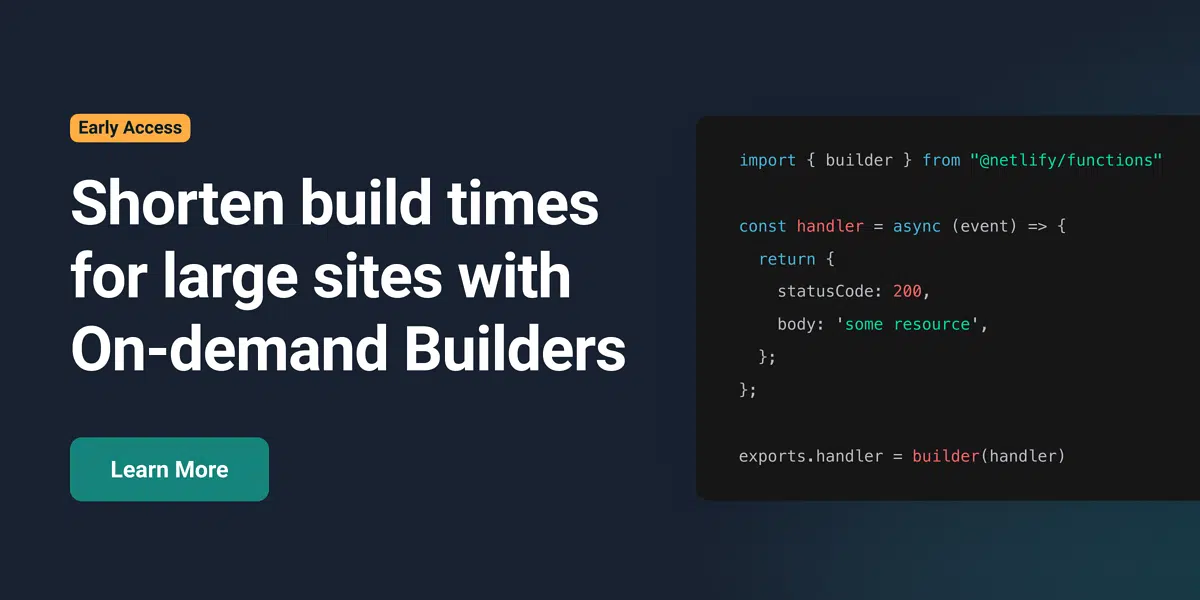 Early Access
Shorten build times
for large sites with
On-demand Builders
Learn More
import { builder } from "@netlify/functions"
const handler = async (event) => {
  return {
    statusCode: 200,
    body: 'some resource',
  };
};
exports.handler = builder(handler)